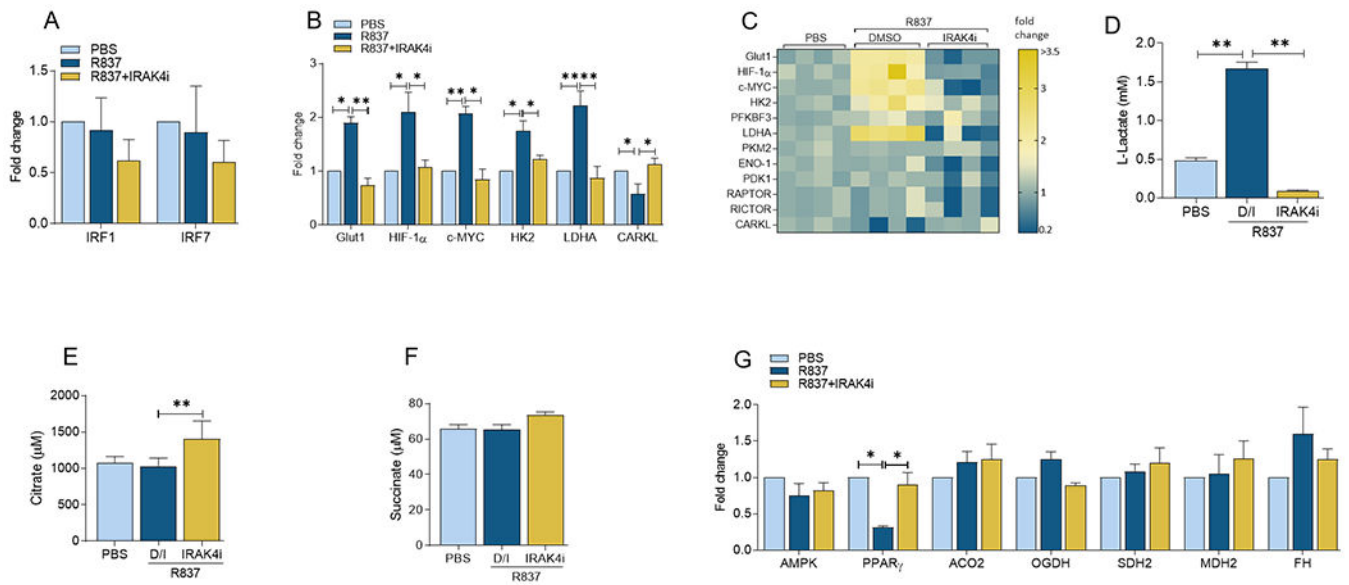 A
PBS
R837
R837+IRAK4i
Fold change
1.5
1.0
0.5
0.0
IRF1 IRF7
B
PBS
R837
R837+IRAK4i
Fold change
3
2
1
0
* ** * * ** * * * **** * *
Glut1 HIF-1α c-MYC HK2 LDHA CARKL
C
R837
PBS DMSO IRAK4i
fold
change
Glut1
HIF-1α
c-MYC
HK2
PFKBF3
LDHA
PKM2
ENO-1
PDK1
RAPTOR
RICTOR
CARKL
>3.5
3
2
1
0.2
D
L-Lactate (mM)
2.0
1.5
1.0
0.5
0.0
** **
PBS D/I IRAK4i
R837
E
Citrate (µM)
2000
1500
1000
500
0
**
PBS D/I IRAK4i
R837
F
Succinate (µM)
80
60
40
20
0
PBS D/I IRAK4i
R837
G
PBS
R837
R837+IRAK4i
Fold change
2.0
1.5
1.0
0.5
0.0
* *
AMPK PPARγ ACO2 OGDH SDH2 MDH2 FH